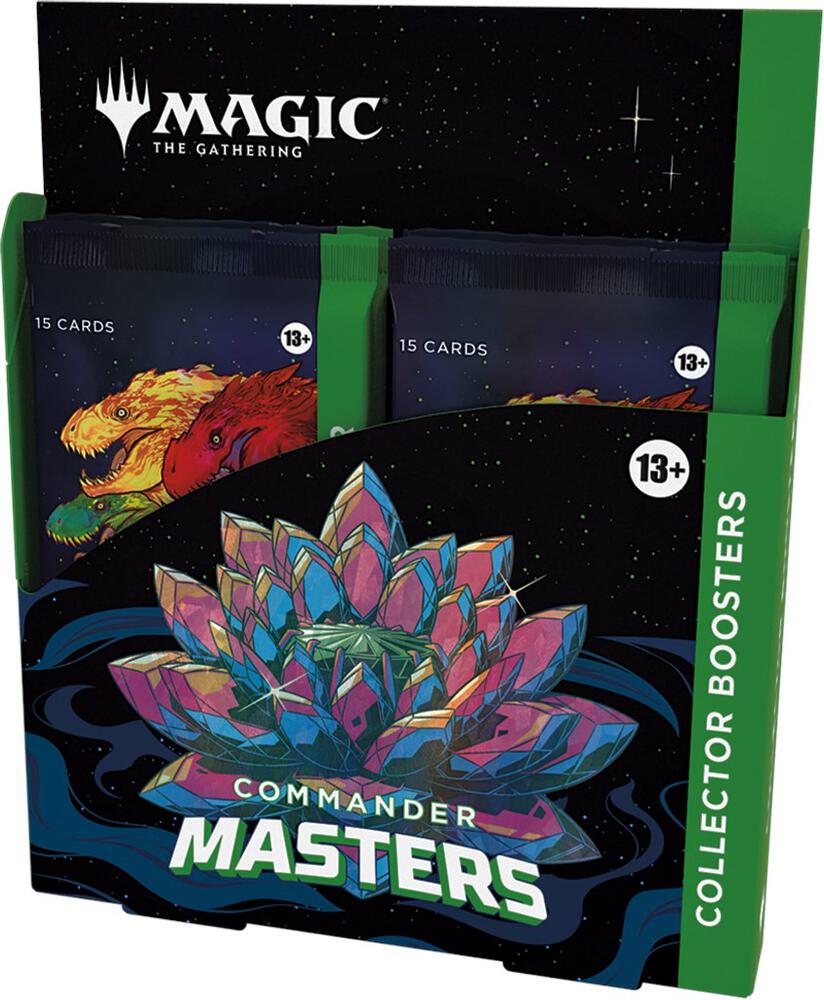 MAGIC
THE GATHERING
15 CARDS
13+
15 CARDS
13+
13+
COMMANDER
MASTERS
COLLECTOR BOOSTERS